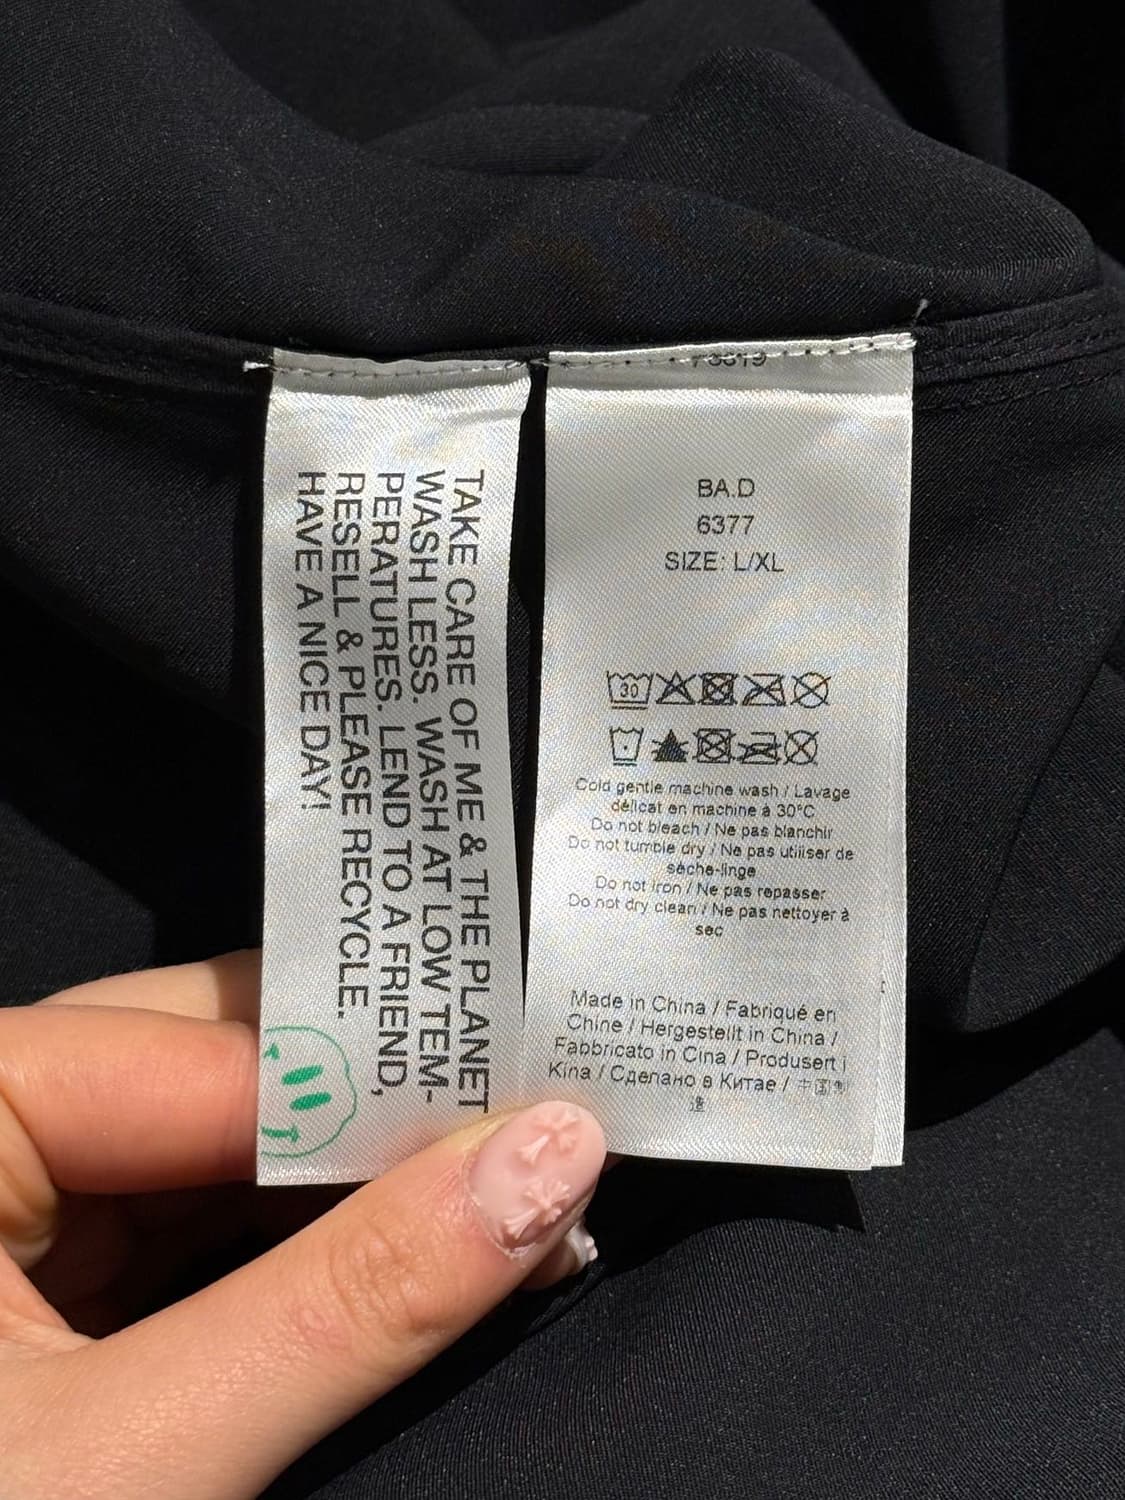 TAKE CARE OF ME & THE PLANET
WASH LESS. WASH AT LOW TEM-
PERATURES. LEND TO A FRIEND,
RESELL & PLEASE RECYCLE.
HAVE A NICE DAY!
BA.D
6377
SIZE: L/XL
30
Cold gentle machine wash / Lavage
délicat en machine à 30°C
Do not bleach / Ne pas blanchir
Do not tumble dry / Ne pas utiliser de
sèche-linge
Do not iron / Ne pas repasser
Do not dry clean / Ne pas nettoyer à
sec
Made in China / Fabriqué en
Chine / Hergestellt in China /
Fabbricato in Cina / Produsert i
Kina / Сделано в Китае / 中国制
造